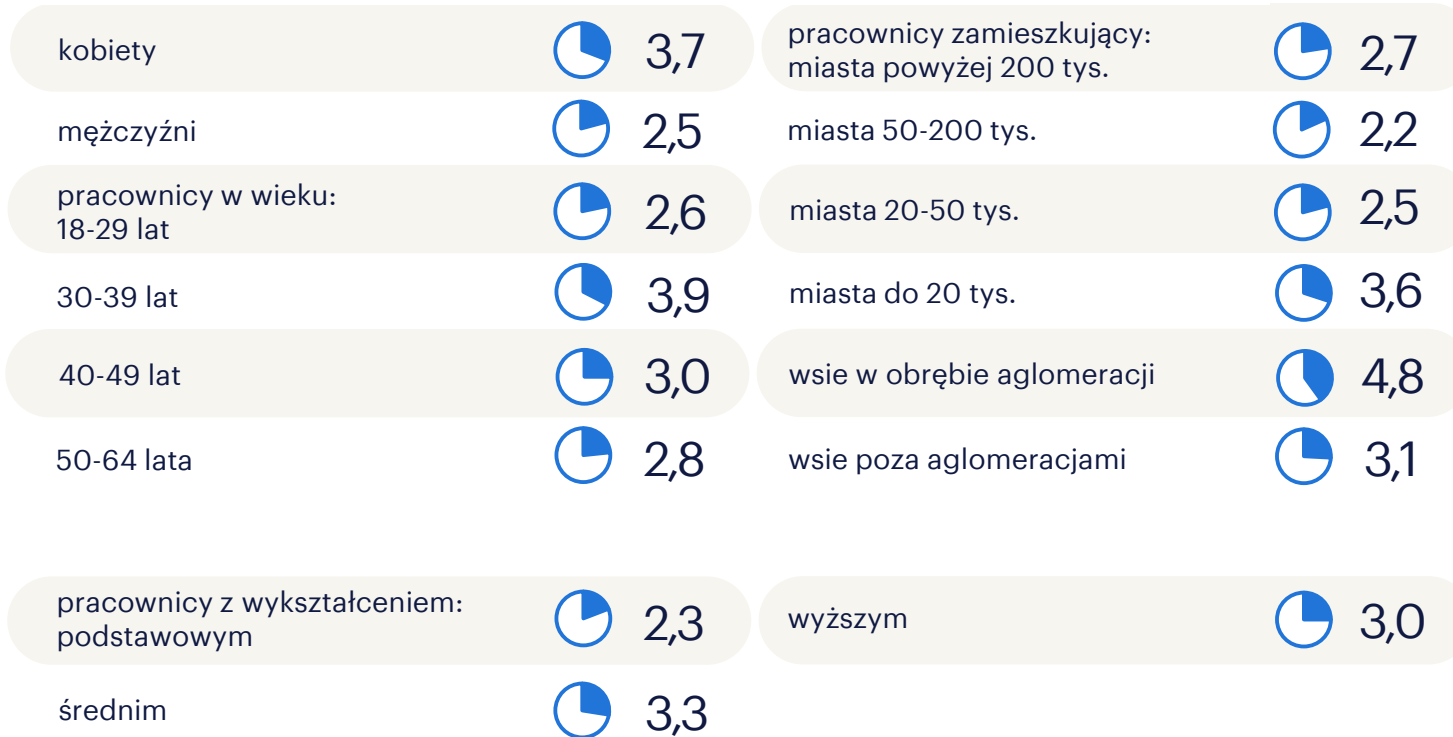 kobiety 3,7
mężczyźni 2,5
pracownicy w wieku:
18-29 lat 2,6
30-39 lat 3,9
40-49 lat 3,0
50-64 lata 2,8
pracownicy zamieszkujący:
miasta powyżej 200 tys. 2,7
miasta 50-200 tys. 2,2
miasta 20-50 tys. 2,5
miasta do 20 tys. 3,6
wsie w obrębie aglomeracji 4,8
wsie poza aglomeracjami 3,1
pracownicy z wykształceniem:
podstawowym 2,3
średnim 3,3
wyższym 3,0